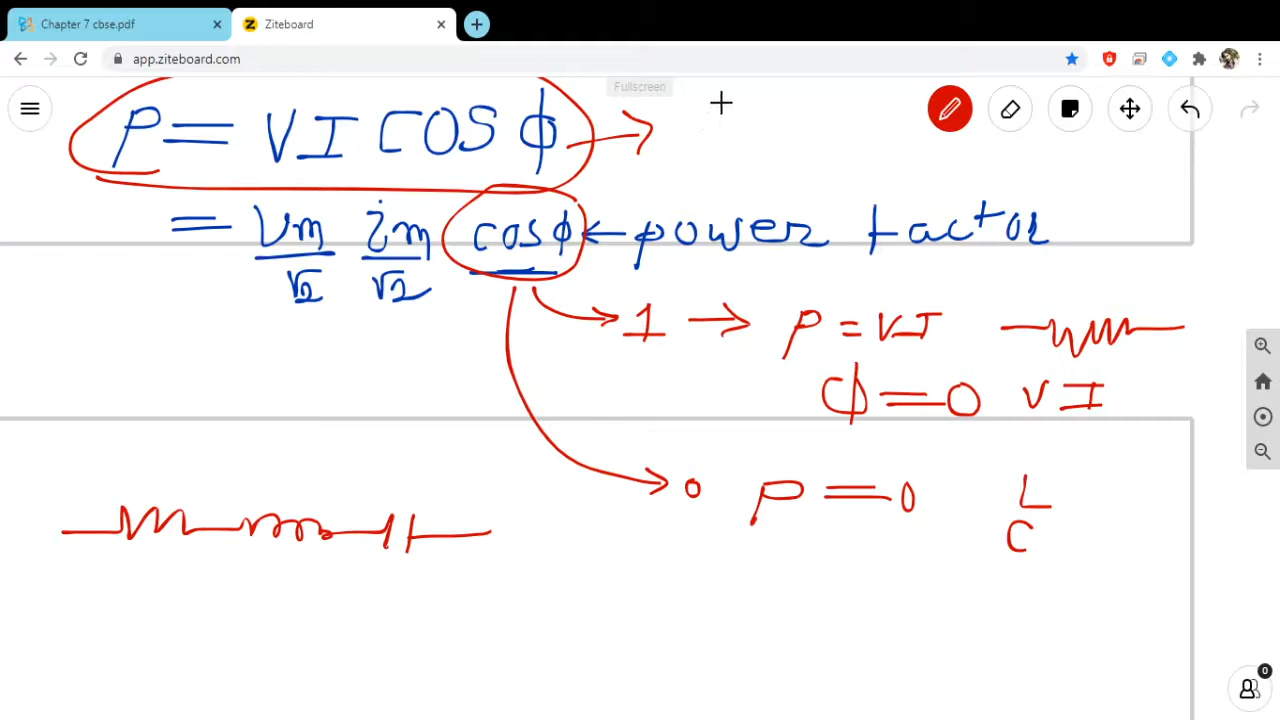 Chapter 7 cbse.pdf
Ziteboard
app.ziteboard.com
Fullscreen
P = VI COS ϕ
= Vm/√2 im/√2 cosϕ ← power factor
1 → P = VI
ϕ = 0 V I
0 P = 0 L
C
0